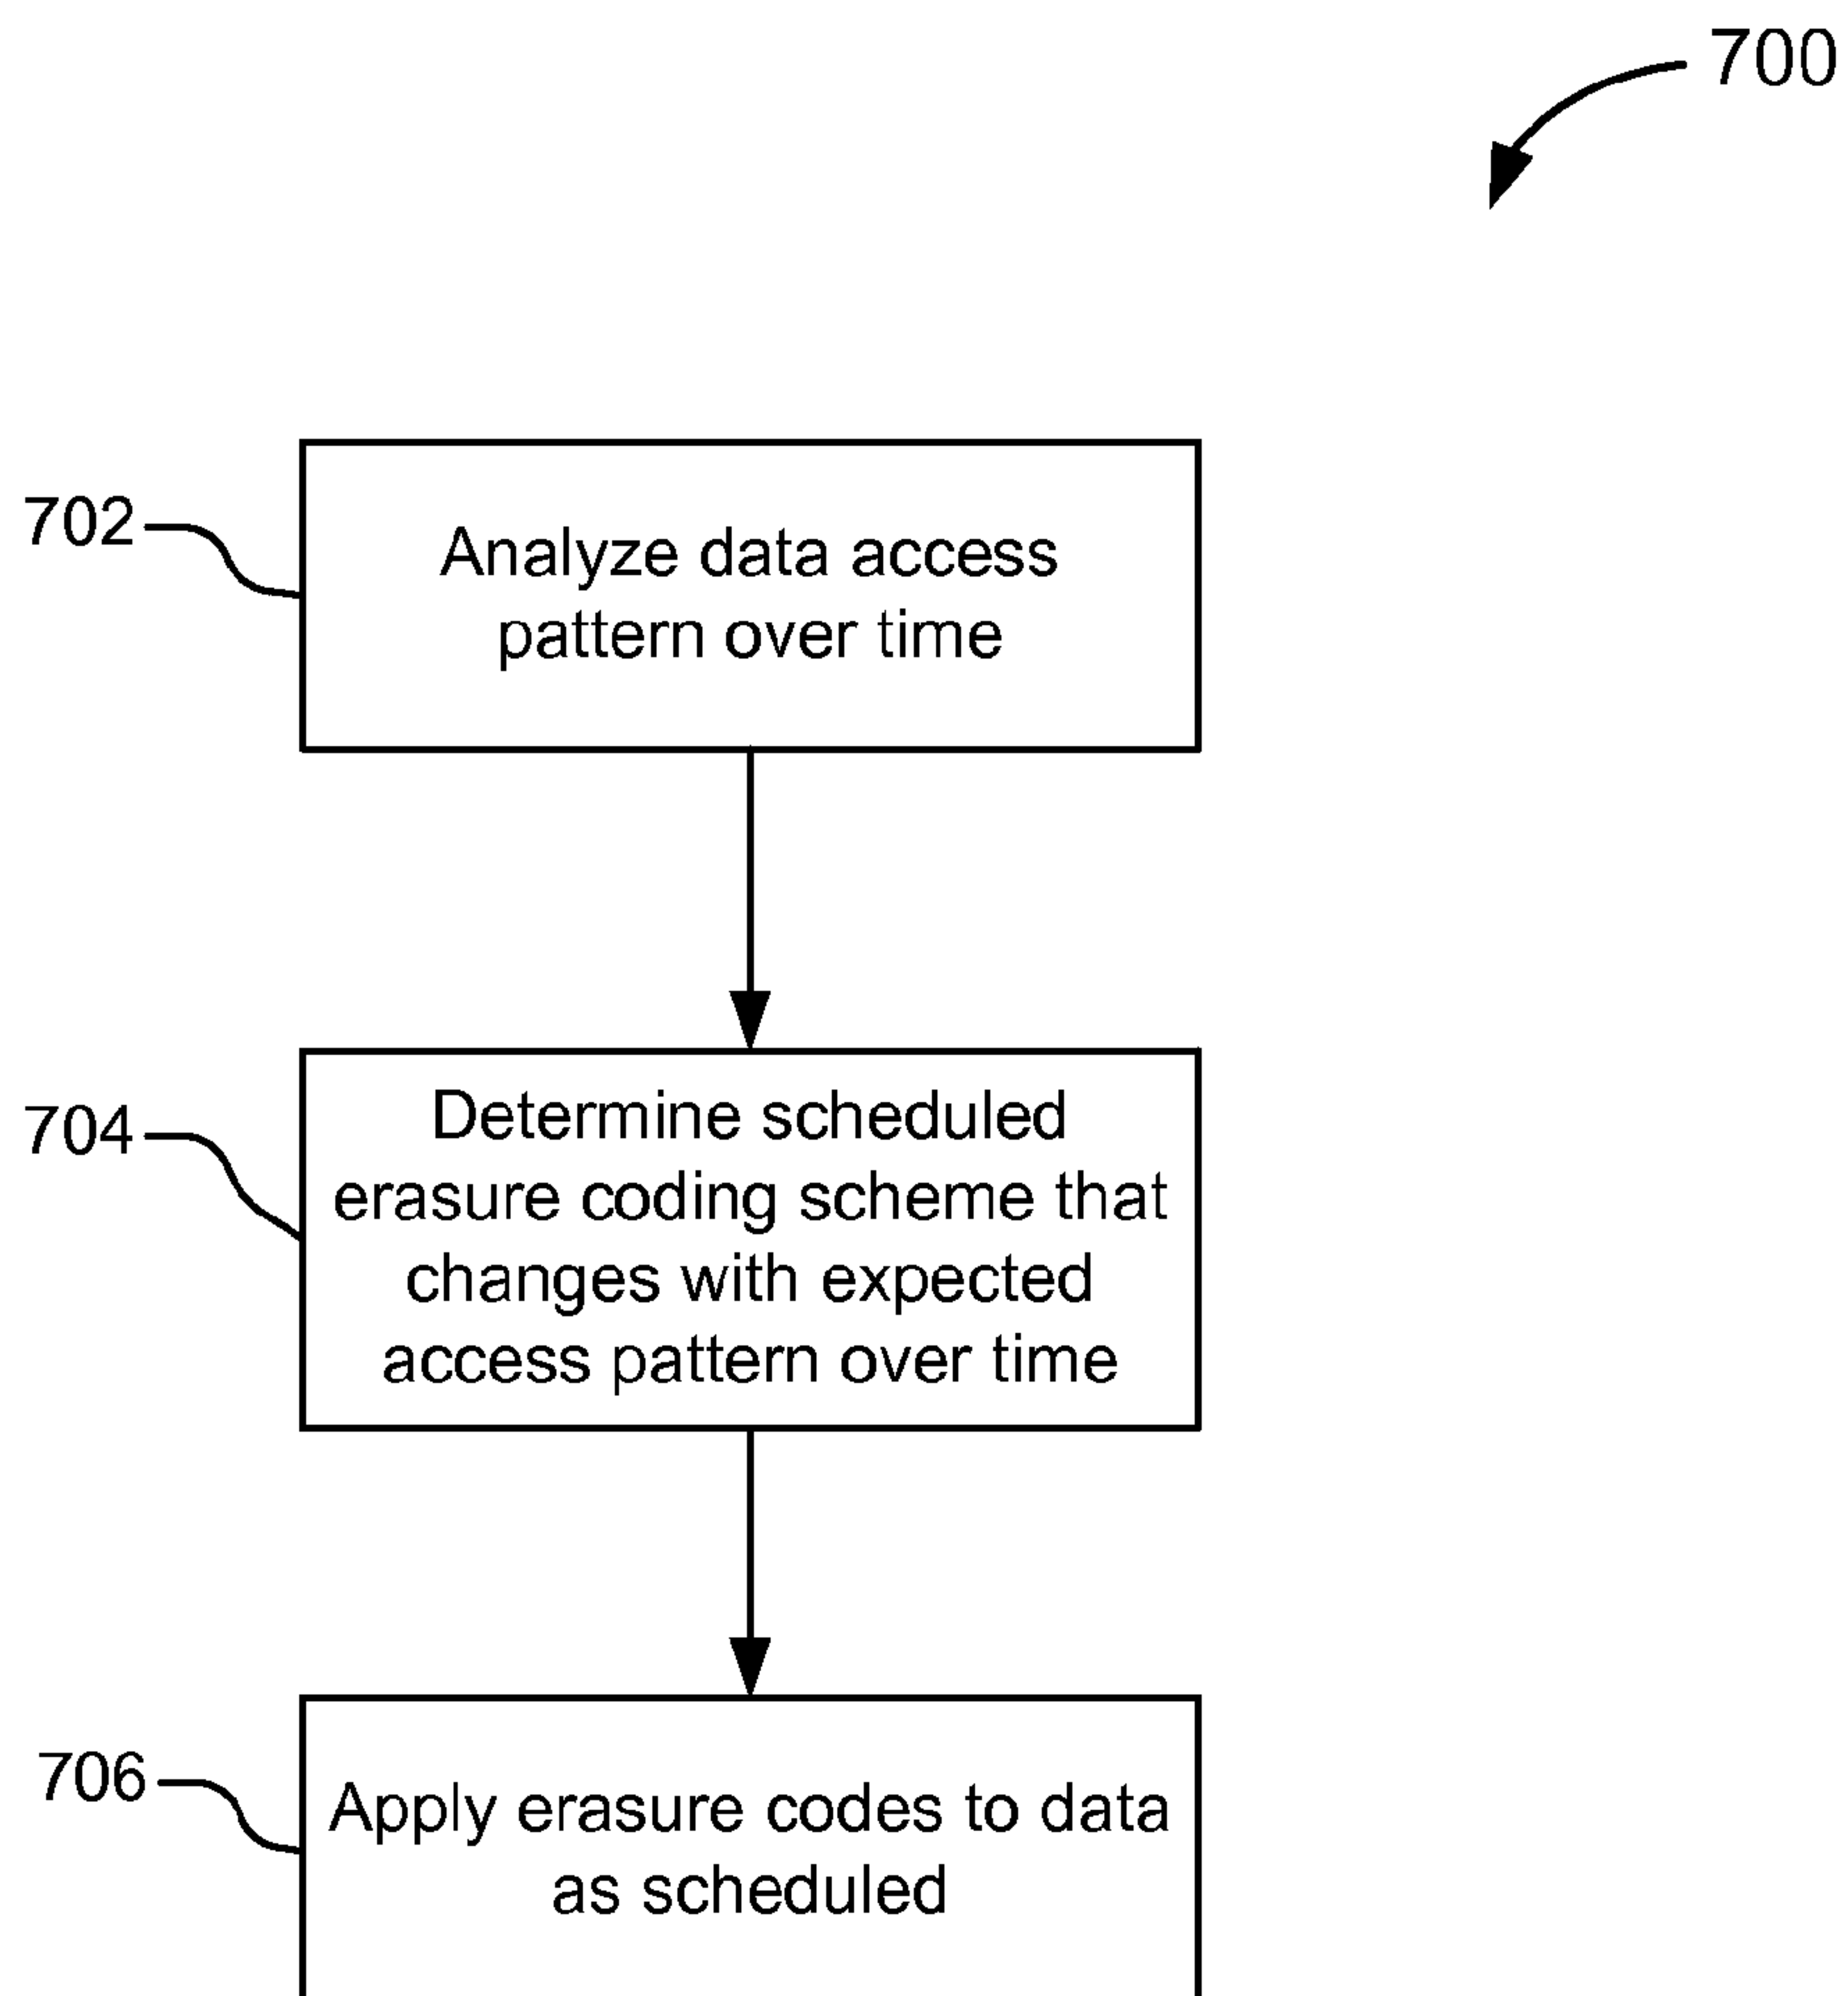 700
702
Analyze data access
pattern over time
704
Determine scheduled
erasure coding scheme that
changes with expected
access pattern over time
706
Apply erasure codes to data
as scheduled